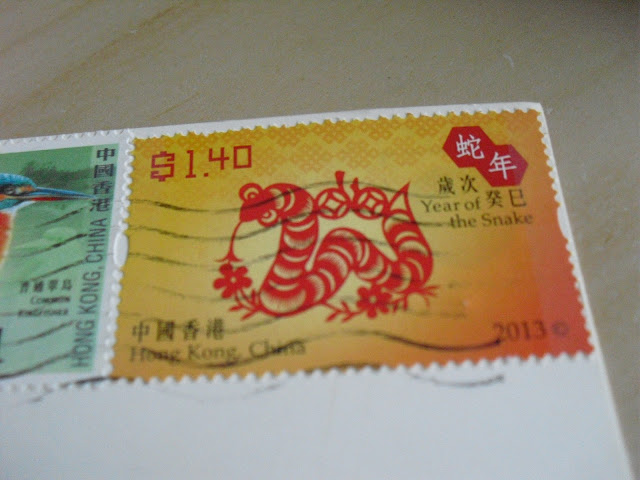 中國香港
HONG KONG, CHINA
普通翠鳥
COMMON
KINGFISHER
$1.40
蛇年
歲次
Year of 癸巳
the Snake
中國香港
Hong Kong, China
2013 ©